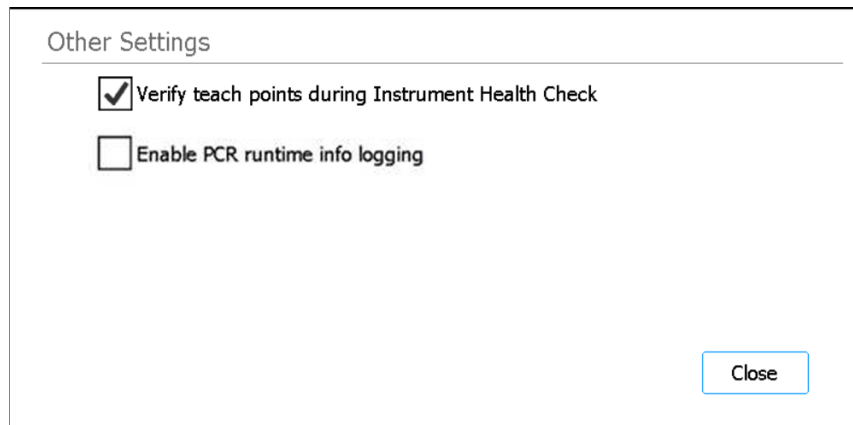 Other Settings
Verify teach points during Instrument Health Check
Enable PCR runtime info logging
Close